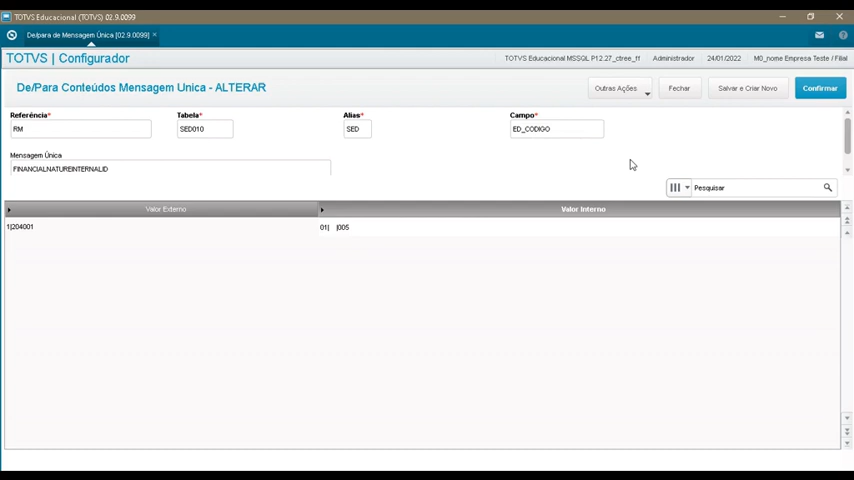 TOTVS Educacional (TOTVS) 02.9.0099
De/para de Mensagem Única [02.9.0099] ×
TOTVS | Configurador
TOTVS Educacional MSSQL P12.27_ctree_t1 Administrador 24/01/2022 M0_nome Empresa Teste / Filial
De/Para Conteúdos Mensagem Unica - ALTERAR
Outras Ações Fechar Salvar e Criar Novo Confirmar
Referência* Tabela* Alias* Campo*
RM SED010 SED ED_CODIGO
Mensagem Única
FINANCIALNATUREINTERNALID
Pesquisar
Valor Externo Valor Interno
1|204001 01| |005